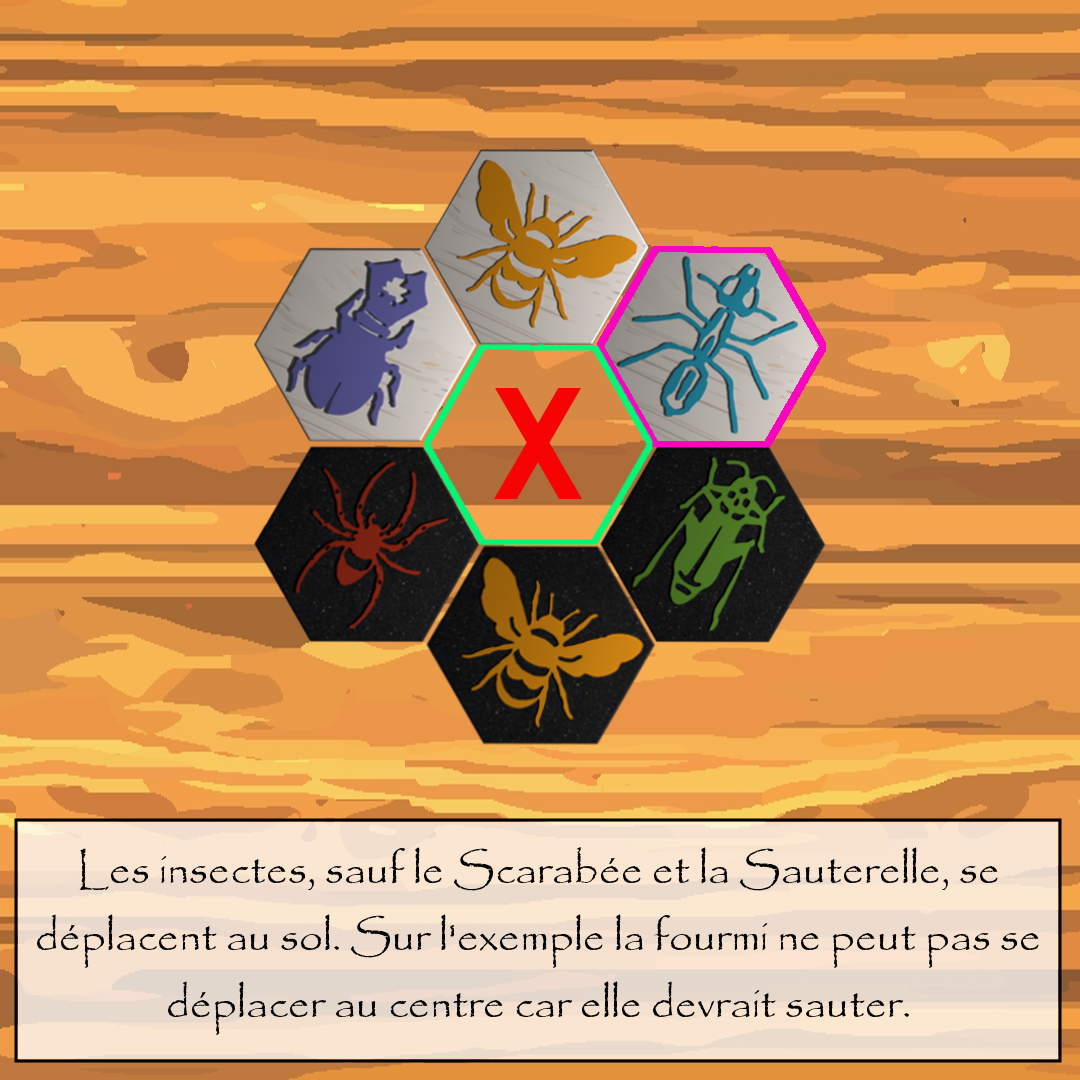 X
Les insectes, sauf le Scarabée et la Sauterelle, se
déplacent au sol. Sur l'exemple la fourmi ne peut pas se
déplacer au centre car elle devrait sauter.